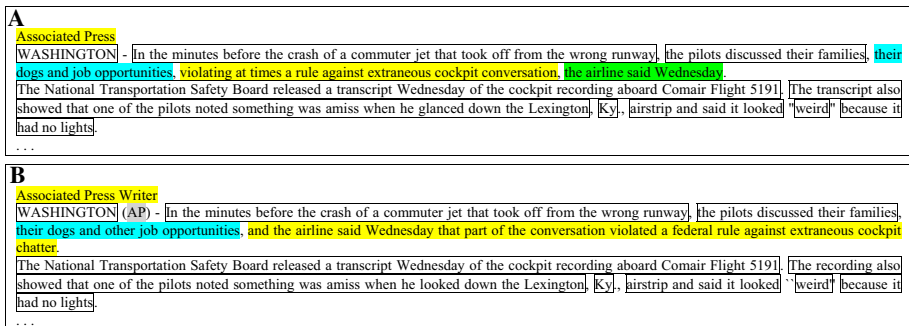 A
Associated Press
WASHINGTON - In the minutes before the crash of a commuter jet that took off from the wrong runway, the pilots discussed their families, their
dogs and job opportunities, violating at times a rule against extraneous cockpit conversation, the airline said Wednesday.
The National Transportation Safety Board released a transcript Wednesday of the cockpit recording aboard Comair Flight 5191. The transcript also
showed that one of the pilots noted something was amiss when he glanced down the Lexington, Ky., airstrip and said it looked "weird" because it
had no lights.
. . .
B
Associated Press Writer
WASHINGTON (AP) - In the minutes before the crash of a commuter jet that took off from the wrong runway, the pilots discussed their families,
their dogs and other job opportunities, and the airline said Wednesday that part of the conversation violated a federal rule against extraneous cockpit
chatter.
The National Transportation Safety Board released a transcript Wednesday of the cockpit recording aboard Comair Flight 5191. The recording also
showed that one of the pilots noted something was amiss when he looked down the Lexington, Ky., airstrip and said it looked ``weird'' because it
had no lights.
. . .